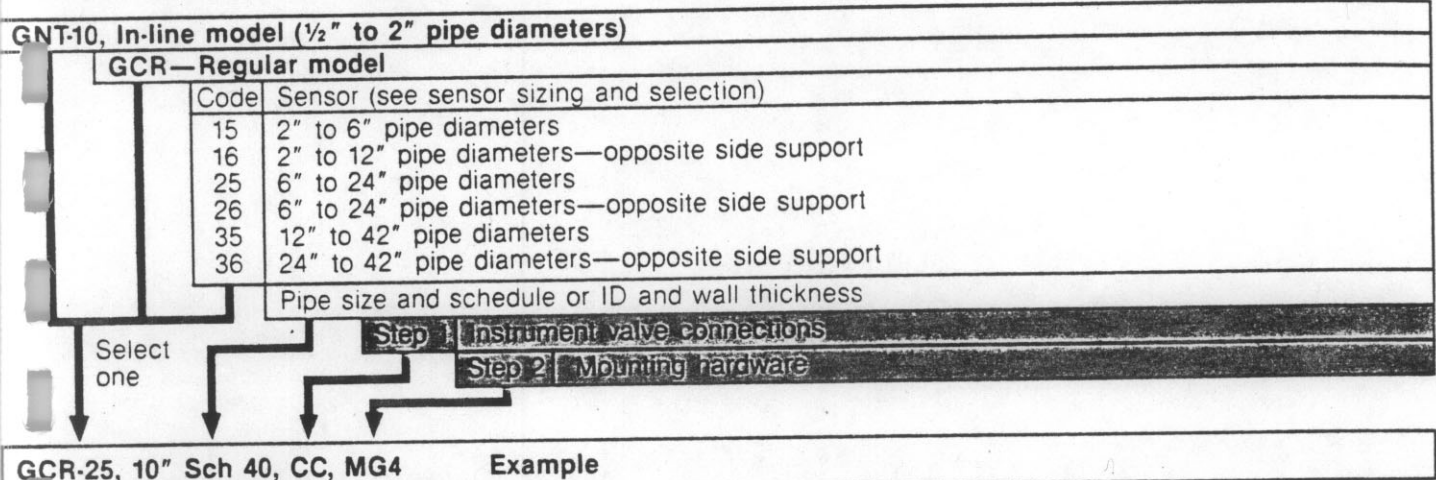 GNT-10, In-line model (½" to 2" pipe diameters)
GCR—Regular model
Code Sensor (see sensor sizing and selection)
15 2" to 6" pipe diameters
16 2" to 12" pipe diameters—opposite side support
25 6" to 24" pipe diameters
26 6" to 24" pipe diameters—opposite side support
35 12" to 42" pipe diameters
36 24" to 42" pipe diameters—opposite side support
Pipe size and schedule or ID and wall thickness
Step 1 Instrument valve connections
Step 2 Mounting hardware
Select
one
GCR-25, 10" Sch 40, CC, MG4 Example